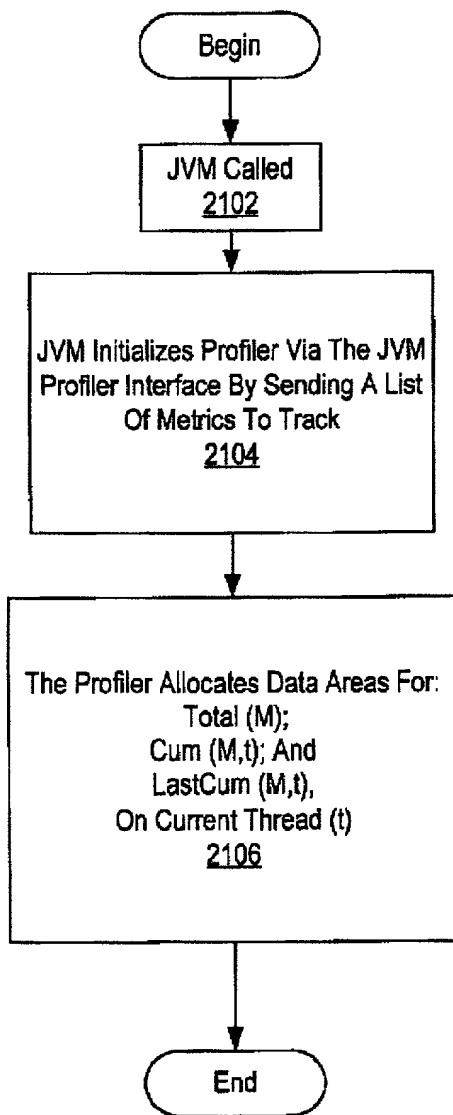 Begin
JVM Called
2102
JVM Initializes Profiler Via The JVM
Profiler Interface By Sending A List
Of Metrics To Track
2104
The Profiler Allocates Data Areas For:
Total (M);
Cum (M,t); And
LastCum (M,t),
On Current Thread (t)
2106
End